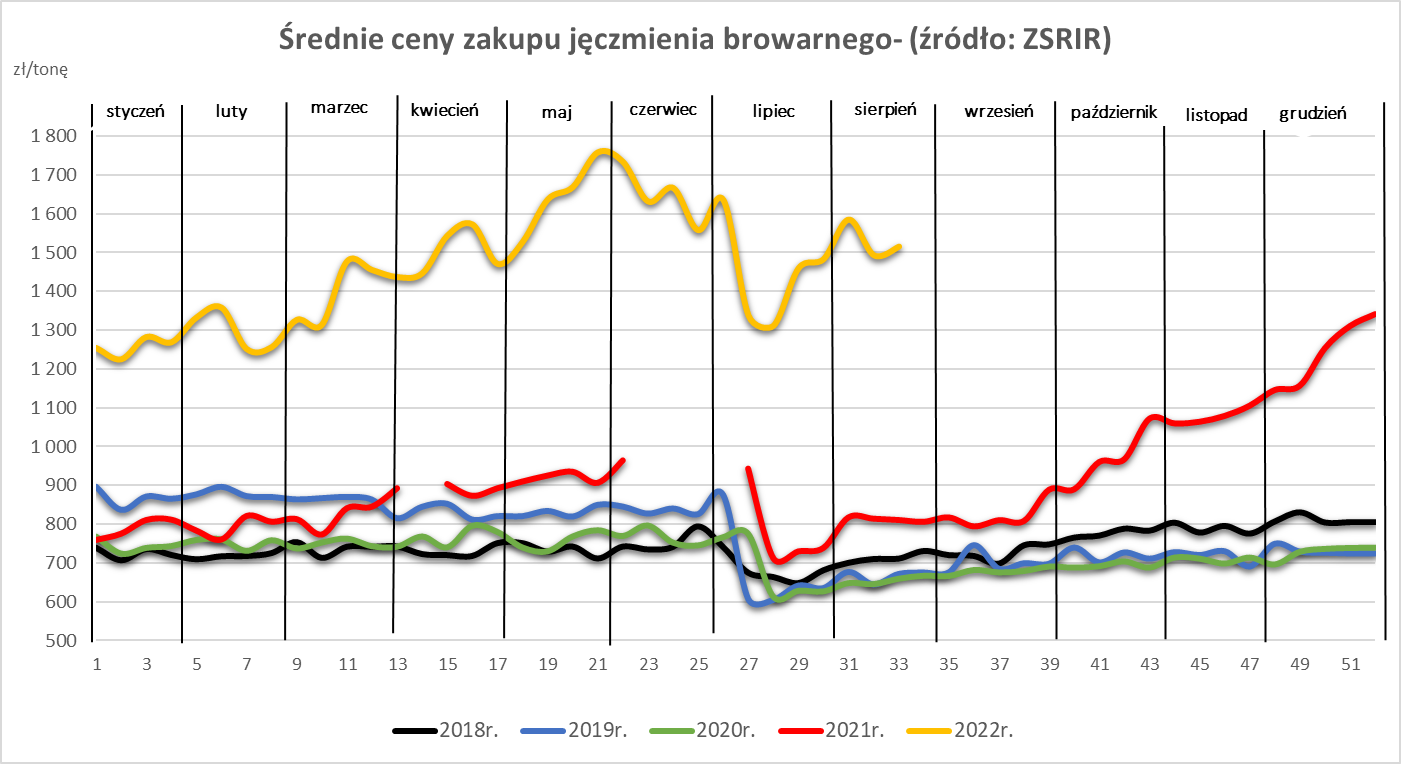 Średnie ceny zakupu jęczmienia browarnego- (źródło: ZSRIR)
zł/tonę
styczeń luty marzec kwiecień maj czerwiec lipiec sierpień wrzesień październik listopad grudzień
1 800
1 700
1 600
1 500
1 400
1 300
1 200
1 100
1 000
900
800
700
600
500
1 3 5 7 9 11 13 15 17 19 21 23 25 27 29 31 33 35 37 39 41 43 45 47 49 51
2018r. 2019r. 2020r. 2021r. 2022r.